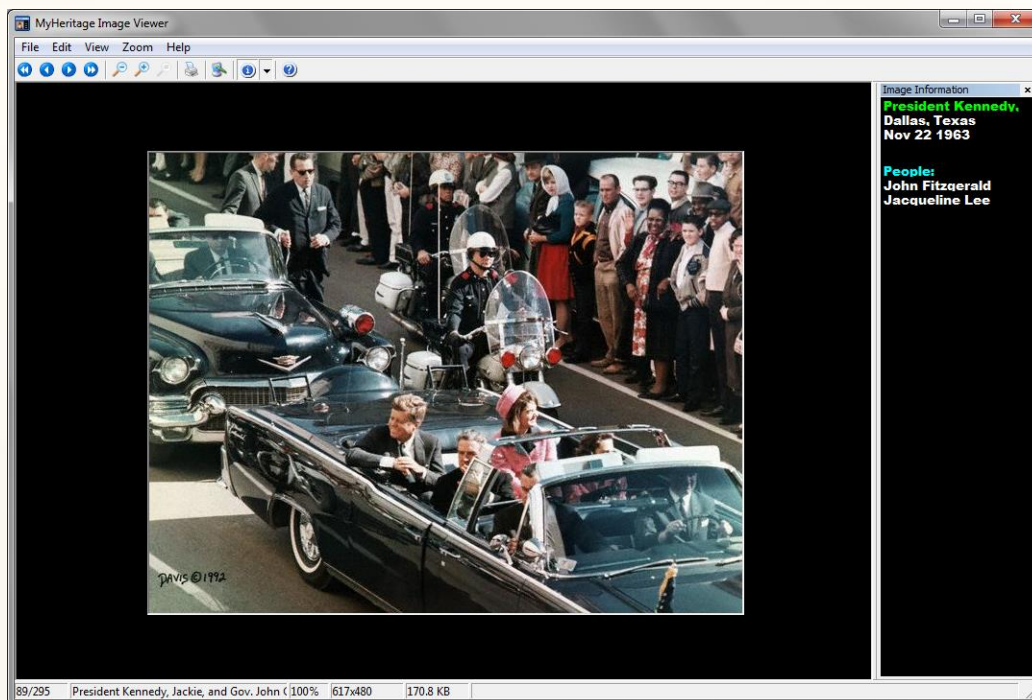 MyHeritage Image Viewer
File Edit View Zoom Help
Image Information
President Kennedy,
Dallas, Texas
Nov 22 1963
People:
John Fitzgerald
Jacqueline Lee
DAVIS © 1992
89/295 President Kennedy, Jackie, and Gov. John ( 100% 617x480 170.8 KB